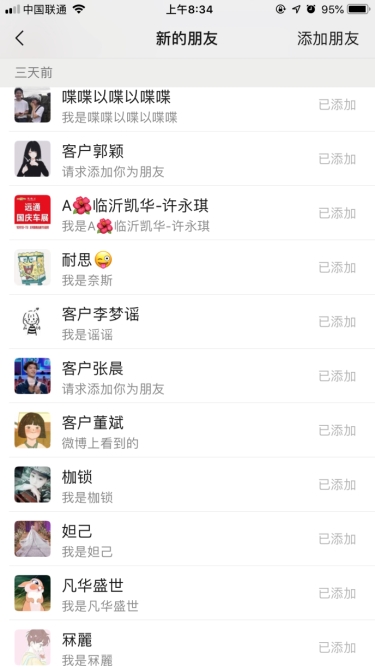 中国联通
上午8:34
95%
新的朋友
添加朋友
三天前
喋喋以喋以喋喋
我是喋喋以喋以喋喋
已添加
客户郭颖
请求添加你为朋友
已添加
远通
国庆车展
A🌺临沂凯华-许永琪
我是A🌺临沂凯华-许永琪
已添加
耐思😜
我是奈斯
已添加
客户李梦谣
我是谣谣
已添加
客户张晨
请求添加你为朋友
已添加
客户董斌
微博上看到的
已添加
枷锁
我是枷锁
已添加
妲己
我是妲己
已添加
凡华盛世
我是凡华盛世
已添加
冧麗
我是冧麗
已添加